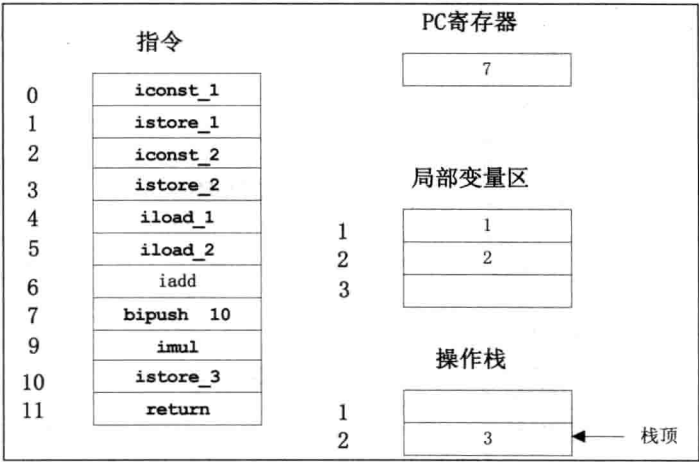 指令
0 iconst_1
1 istore_1
2 iconst_2
3 istore_2
4 iload_1
5 iload_2
6 iadd
7 bipush 10
9 imul
10 istore_3
11 return
PC寄存器
7
局部变量区
1 1
2 2
3
操作栈
1
2 3 栈顶